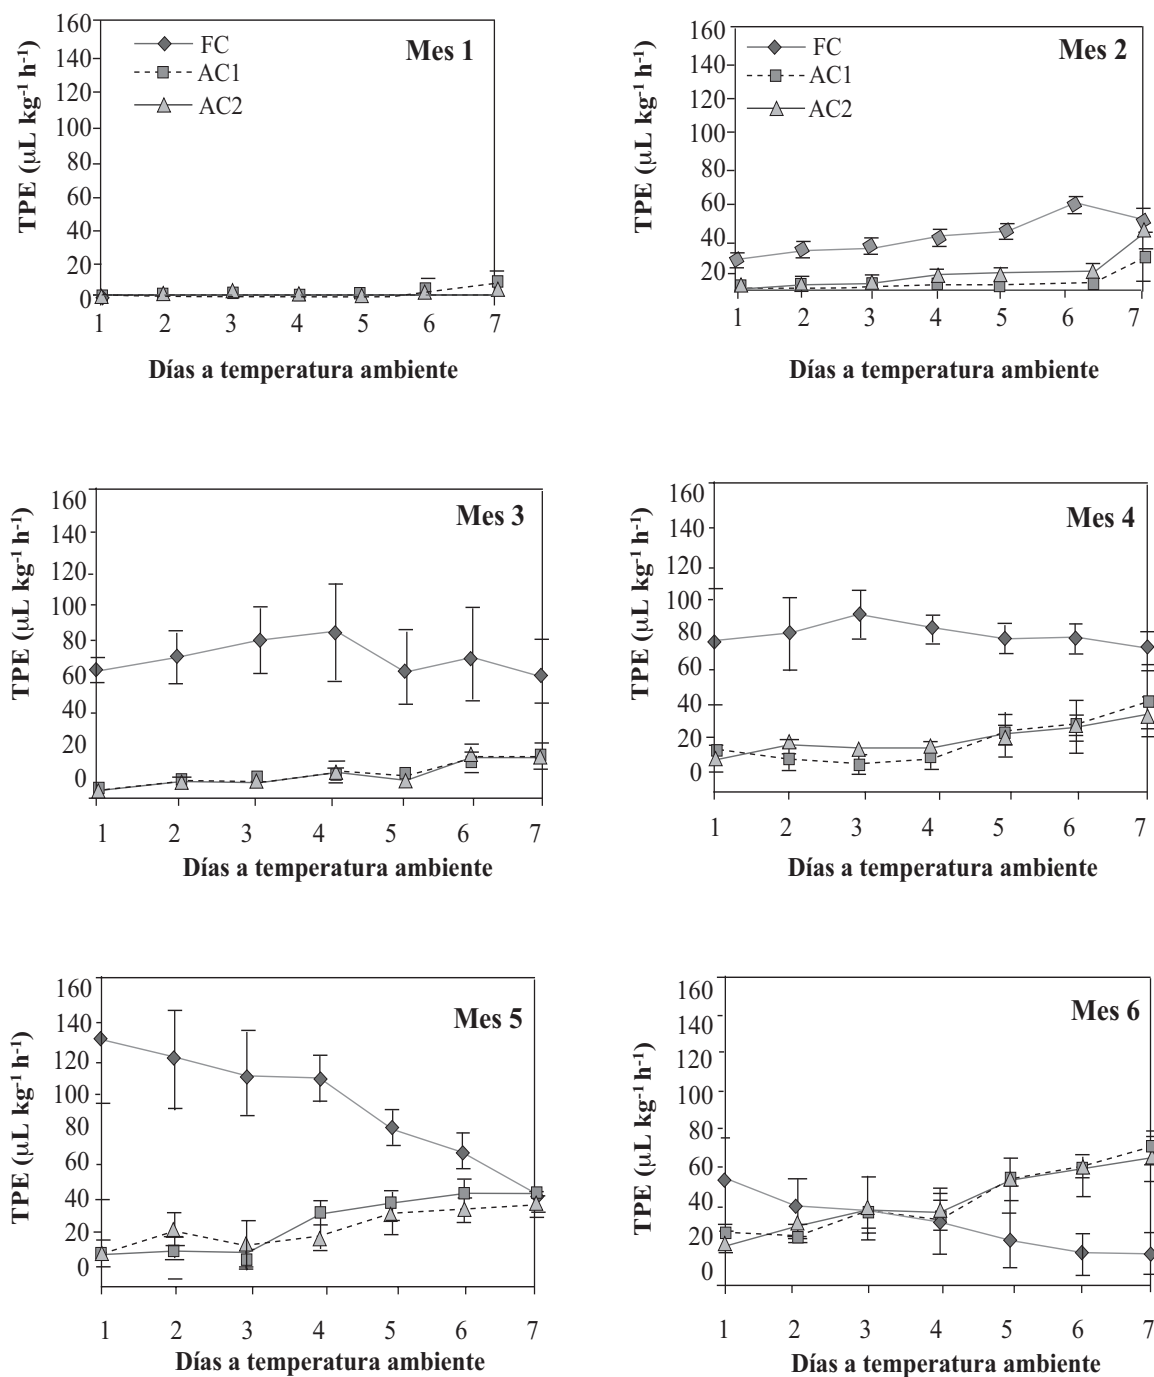 Mes 1
FC
AC1
AC2
TPE (µL kg⁻¹ h⁻¹)
160
140
120
100
80
60
40
20
0
1 2 3 4 5 6 7
Días a temperatura ambiente
Mes 2
FC
AC1
AC2
TPE (µL kg⁻¹ h⁻¹)
160
140
120
100
80
60
40
20
1 2 3 4 5 6 7
Días a temperatura ambiente
Mes 3
TPE (µL kg⁻¹ h⁻¹)
160
140
120
100
80
60
40
20
0
1 2 3 4 5 6 7
Días a temperatura ambiente
Mes 4
TPE (µL kg⁻¹ h⁻¹)
160
140
120
100
80
60
40
20
0
1 2 3 4 5 6 7
Días a temperatura ambiente
Mes 5
TPE (µL kg⁻¹ h⁻¹)
160
140
120
100
80
60
40
20
0
1 2 3 4 5 6 7
Días a temperatura ambiente
Mes 6
TPE (µL kg⁻¹ h⁻¹)
160
140
120
100
80
60
40
20
0
1 2 3 4 5 6 7
Días a temperatura ambiente